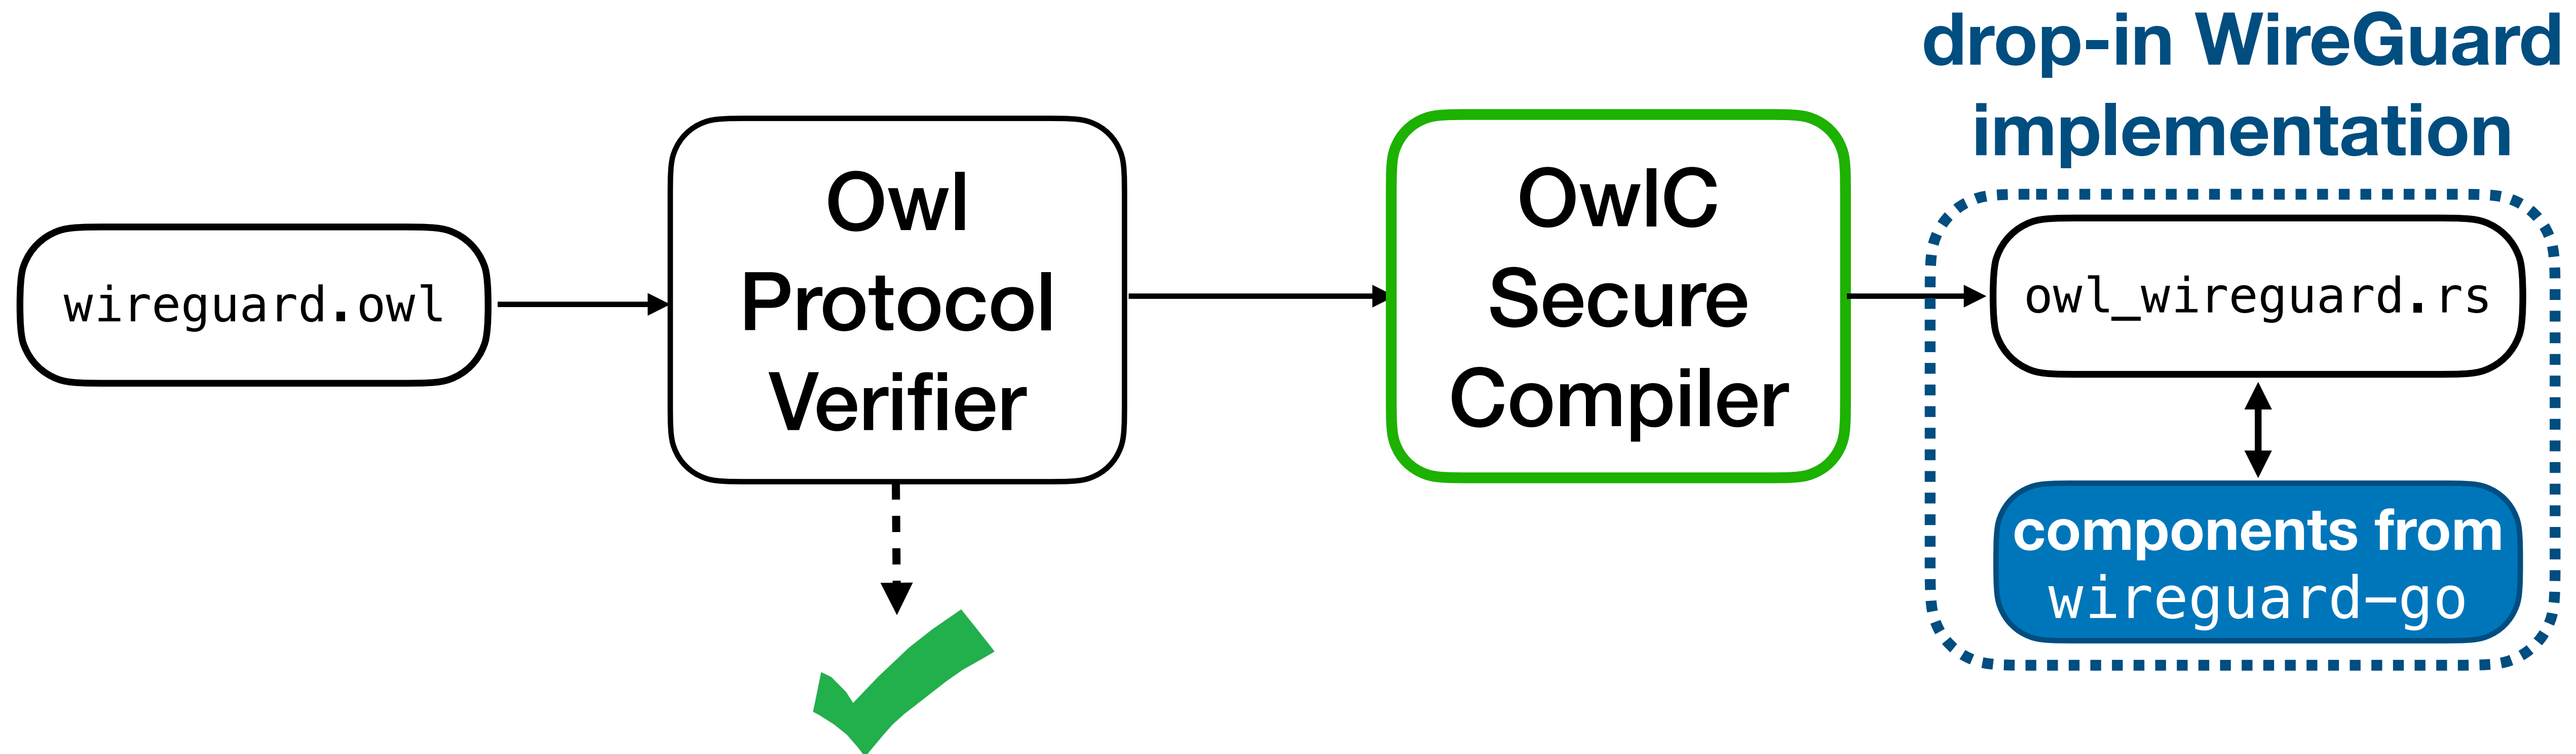 drop-in WireGuard
implementation
wireguard.owl
Owl
Protocol
Verifier
OwlC
Secure
Compiler
owl_wireguard.rs
components from
wireguard-go